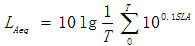 L_{Aeq} = 10 lg \frac{1}{T} \sum_{0}^{T} 10^{0.1SLA}